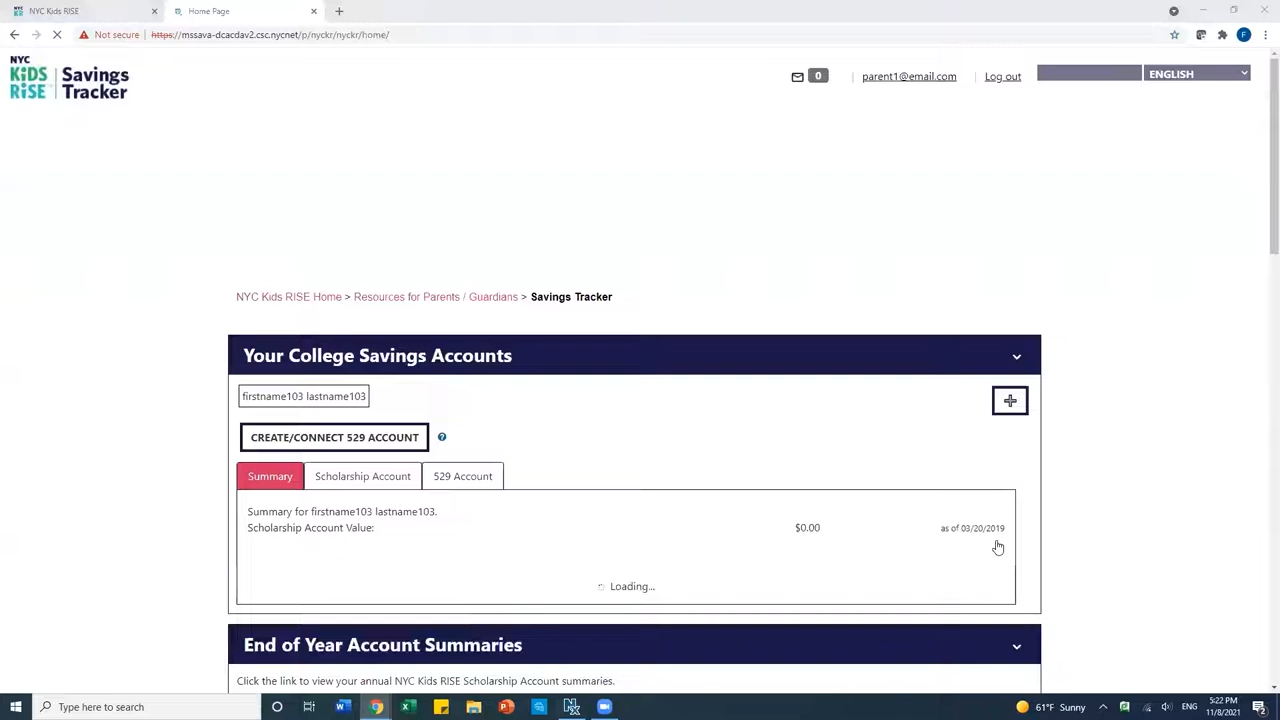 NYC Kids RISE
Home Page
Not secure
https://mssava-dcacdav2.csc.nycnet/p/nyckr/nyckr/home/
F
NYC
KiDS
RiSE
Savings
Tracker
0
parent1@email.com
Log out
ENGLISH
NYC Kids RISE Home > Resources for Parents / Guardians > Savings Tracker
Your College Savings Accounts
firstname103 lastname103
CREATE/CONNECT 529 ACCOUNT
Summary
Scholarship Account
529 Account
Summary for firstname103 lastname103.
Scholarship Account Value: $0.00 as of 03/20/2019
Loading...
End of Year Account Summaries
Click the link to view your annual NYC Kids RISE Scholarship Account summaries.
Type here to search
61°F Sunny
ENG
5:22 PM
11/8/2021
2